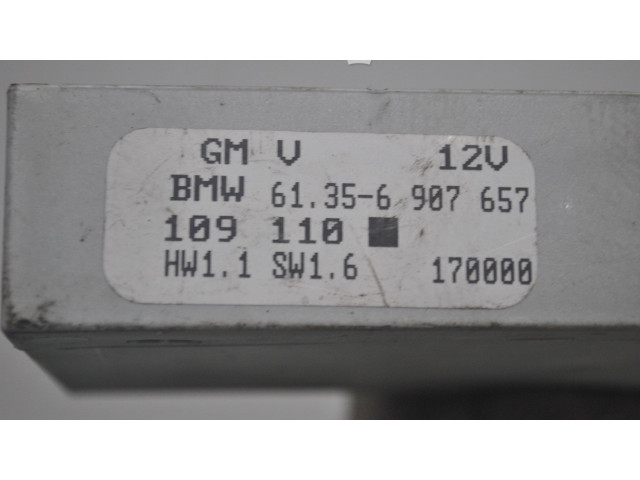 GM V 12V
BMW 61.35-6 907 657
109 110 ■
HW1.1 SW1.6 170000